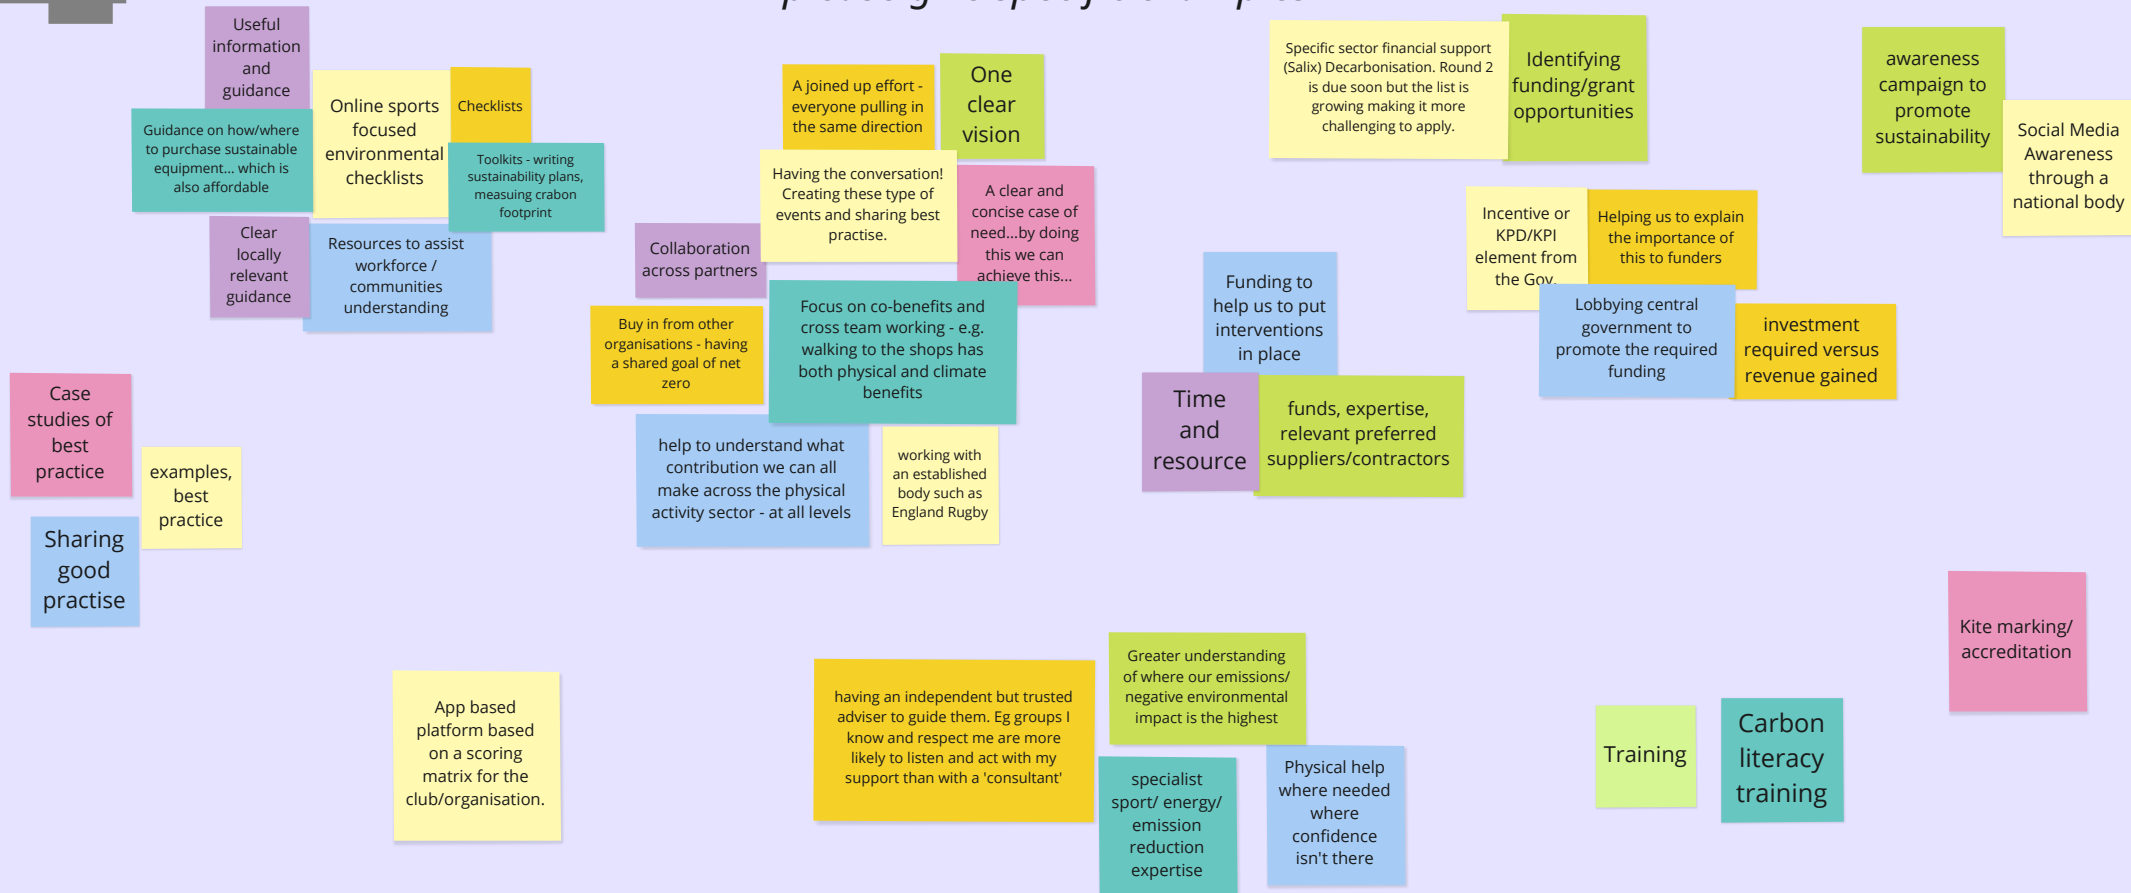 please give specific examples
Useful
information
and
guidance
Guidance on how/where
to purchase sustainable
equipment... which is
also affordable
Online sports
focused
environmental
checklists
Checklists
Toolkits - writing
sustainability plans,
measuing crabon
footprint
Clear
locally
relevant
guidance
Resources to assist
workforce /
communities
understanding
A joined up effort -
everyone pulling in
the same direction
One
clear
vision
Having the conversation!
Creating these type of
events and sharing best
practise.
A clear and
concise case of
need...by doing
this we can
achieve this...
Collaboration
across partners
Focus on co-benefits and
cross team working - e.g.
walking to the shops has
both physical and climate
benefits
Buy in from other
organisations - having
a shared goal of net
zero
help to understand what
contribution we can all
make across the physical
activity sector - at all levels
working with
an established
body such as
England Rugby
Specific sector financial support
(Salix) Decarbonisation. Round 2
is due soon but the list is
growing making it more
challenging to apply.
Identifying
funding/grant
opportunities
Incentive or
KPD/KPI
element from
the Gov.
Helping us to explain
the importance of
this to funders
Lobbying central
government to
promote the required
funding
investment
required versus
revenue gained
Funding to
help us to put
interventions
in place
Time
and
resource
funds, expertise,
relevant preferred
suppliers/contractors
awareness
campaign to
promote
sustainability
Social Media
Awareness
through a
national body
Case
studies of
best
practice
examples,
best
practice
Sharing
good
practise
App based
platform based
on a scoring
matrix for the
club/organisation.
having an independent but trusted
adviser to guide them. Eg groups I
know and respect me are more
likely to listen and act with my
support than with a 'consultant'
Greater understanding
of where our emissions/
negative environmental
impact is the highest
specialist
sport/ energy/
emission
reduction
expertise
Physical help
where needed
where
confidence
isn't there
Training
Carbon
literacy
training
Kite marking/
accreditation